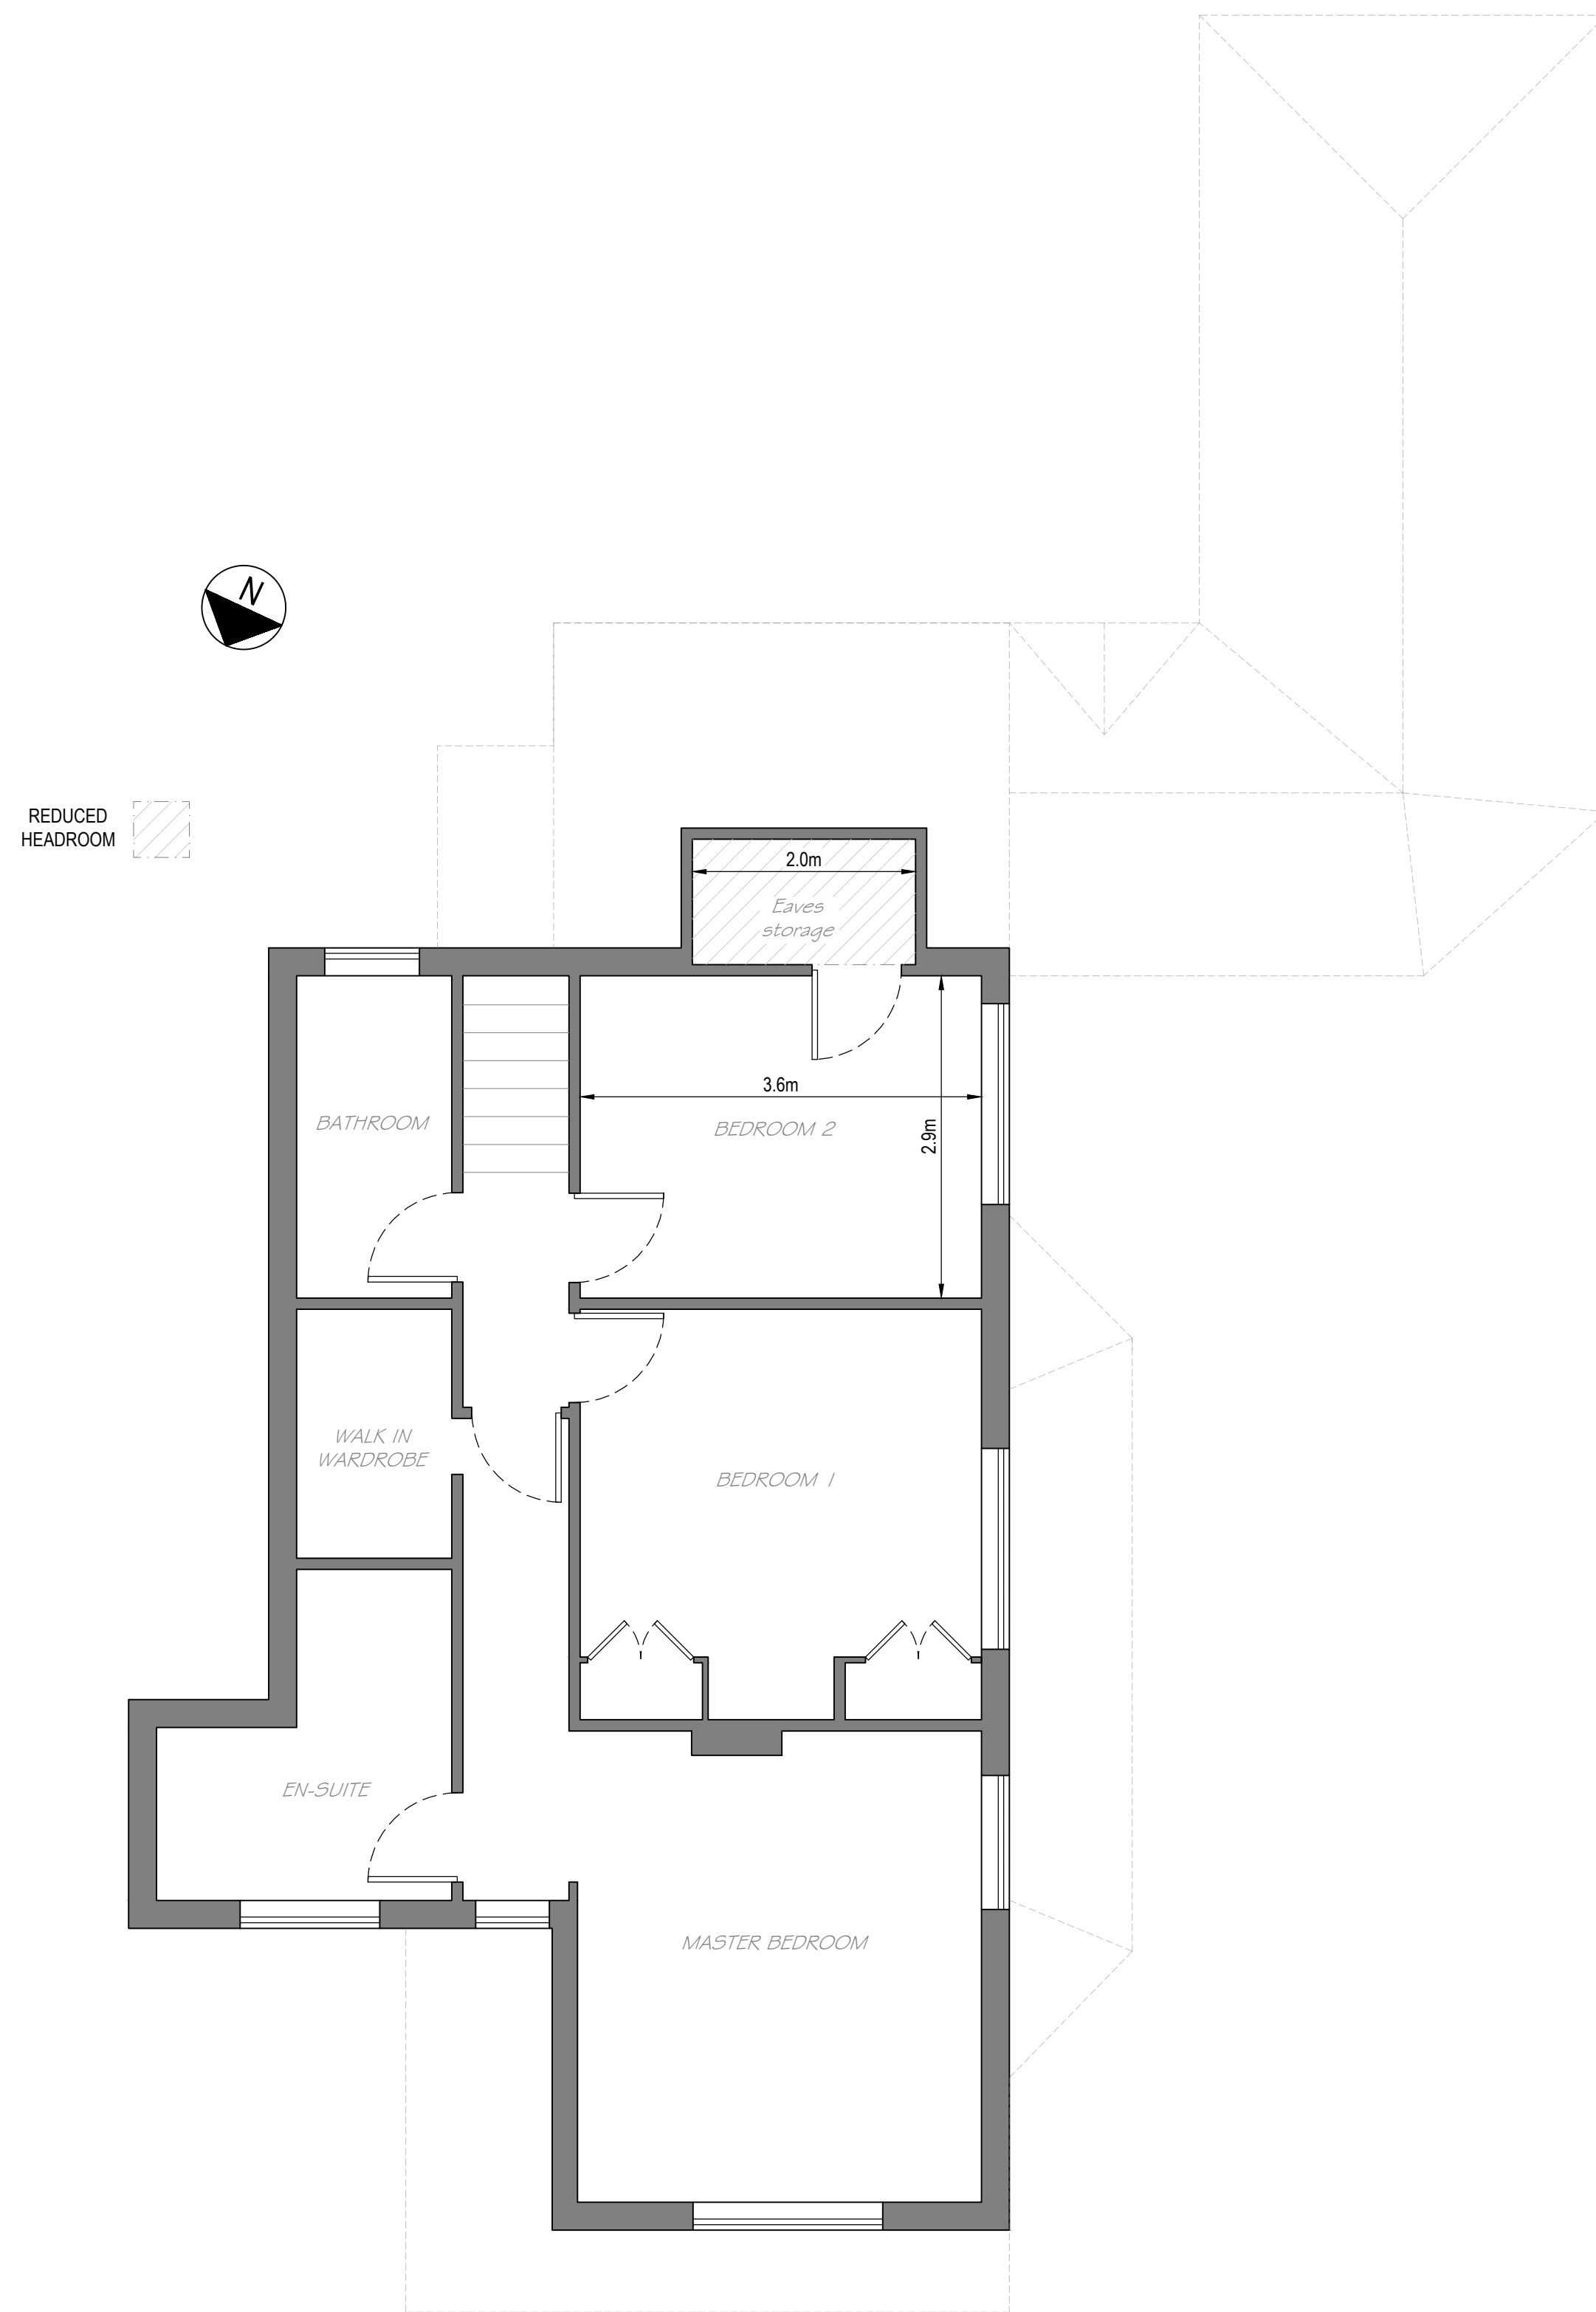 N
REDUCED
HEADROOM
2.0m
Eaves
storage
3.6m
BATHROOM
BEDROOM 2
2.9m
WALK IN
WARDROBE
BEDROOM 1
EN-SUITE
MASTER BEDROOM